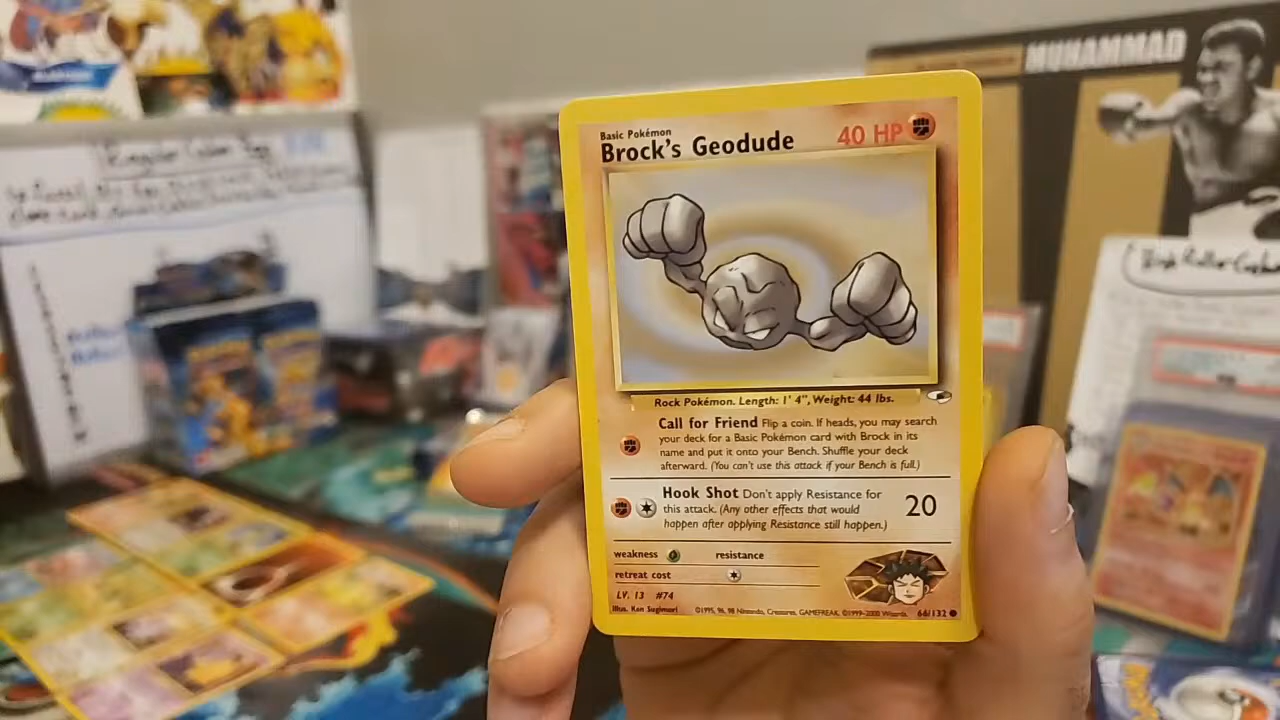 MUHAMMAD
Basic Pokémon
Brock's Geodude
40 HP
Rock Pokémon. Length: 1' 4", Weight: 44 lbs.
Call for Friend Flip a coin. If heads, you may search
your deck for a Basic Pokémon card with Brock in its
name and put it onto your Bench. Shuffle your deck
afterward. (You can't use this attack if your Bench is full.)
Hook Shot Don't apply Resistance for
this attack. (Any other effects that would
happen after applying Resistance still happen.)
20
weakness
resistance
retreat cost
LV. 13 #74
Illus. Ken Sugimori
©1995, 96, 98 Nintendo, Creatures, GAMEFREAK. ©1999-2000 Wizards.
66/132